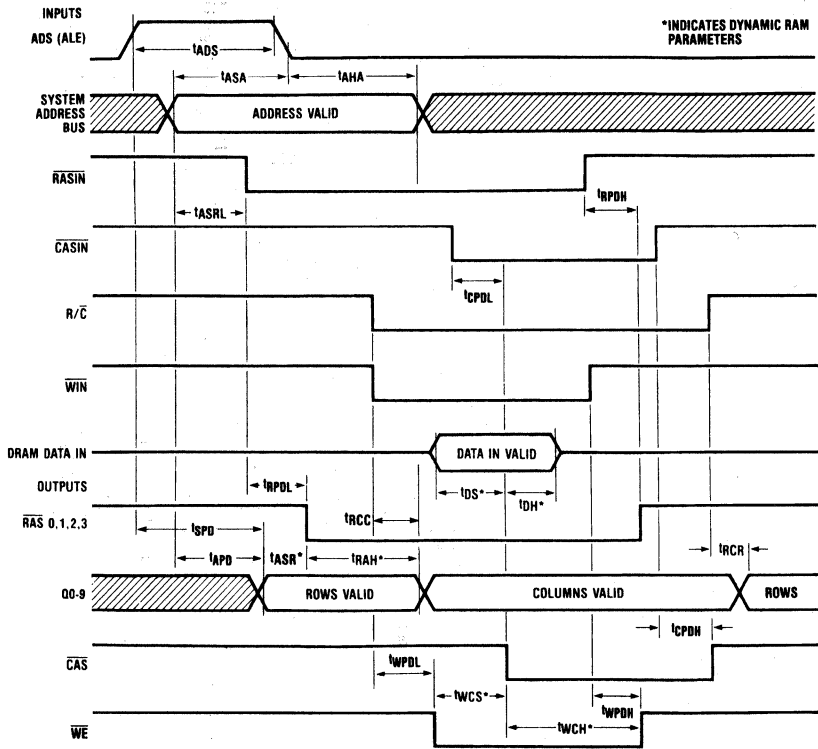 INPUTS
ADS (ALE)
*INDICATES DYNAMIC RAM
PARAMETERS
tADS
tASA
tAHA
SYSTEM
ADDRESS
BUS
ADDRESS VALID
RASIN
tRPDH
tASRL
CASIN
tCPDL
R/C
WIN
DRAM DATA IN
DATA IN VALID
OUTPUTS
tRPDL
tDS*
tDH*
RAS 0,1,2,3
tSPD
tRCC
tAPD
tASR*
tRAH*
tRCR
Q0-9
ROWS VALID
COLUMNS VALID
ROWS
tCPDH
CAS
tWPDL
tWCS*
tWPDH
tWCH*
WE